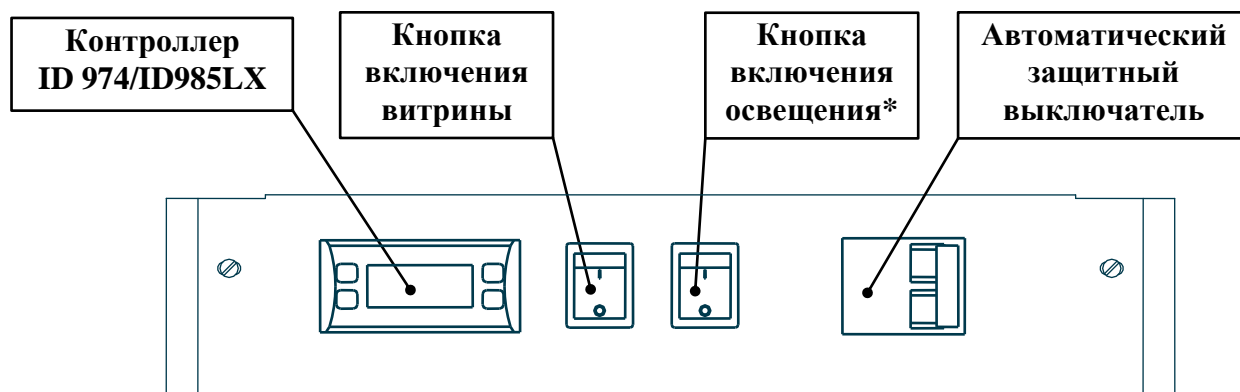 Контроллер
ID 974/ID985LX
Кнопка
включения
витрины
Кнопка
включения
освещения*
Автоматический
защитный
выключатель